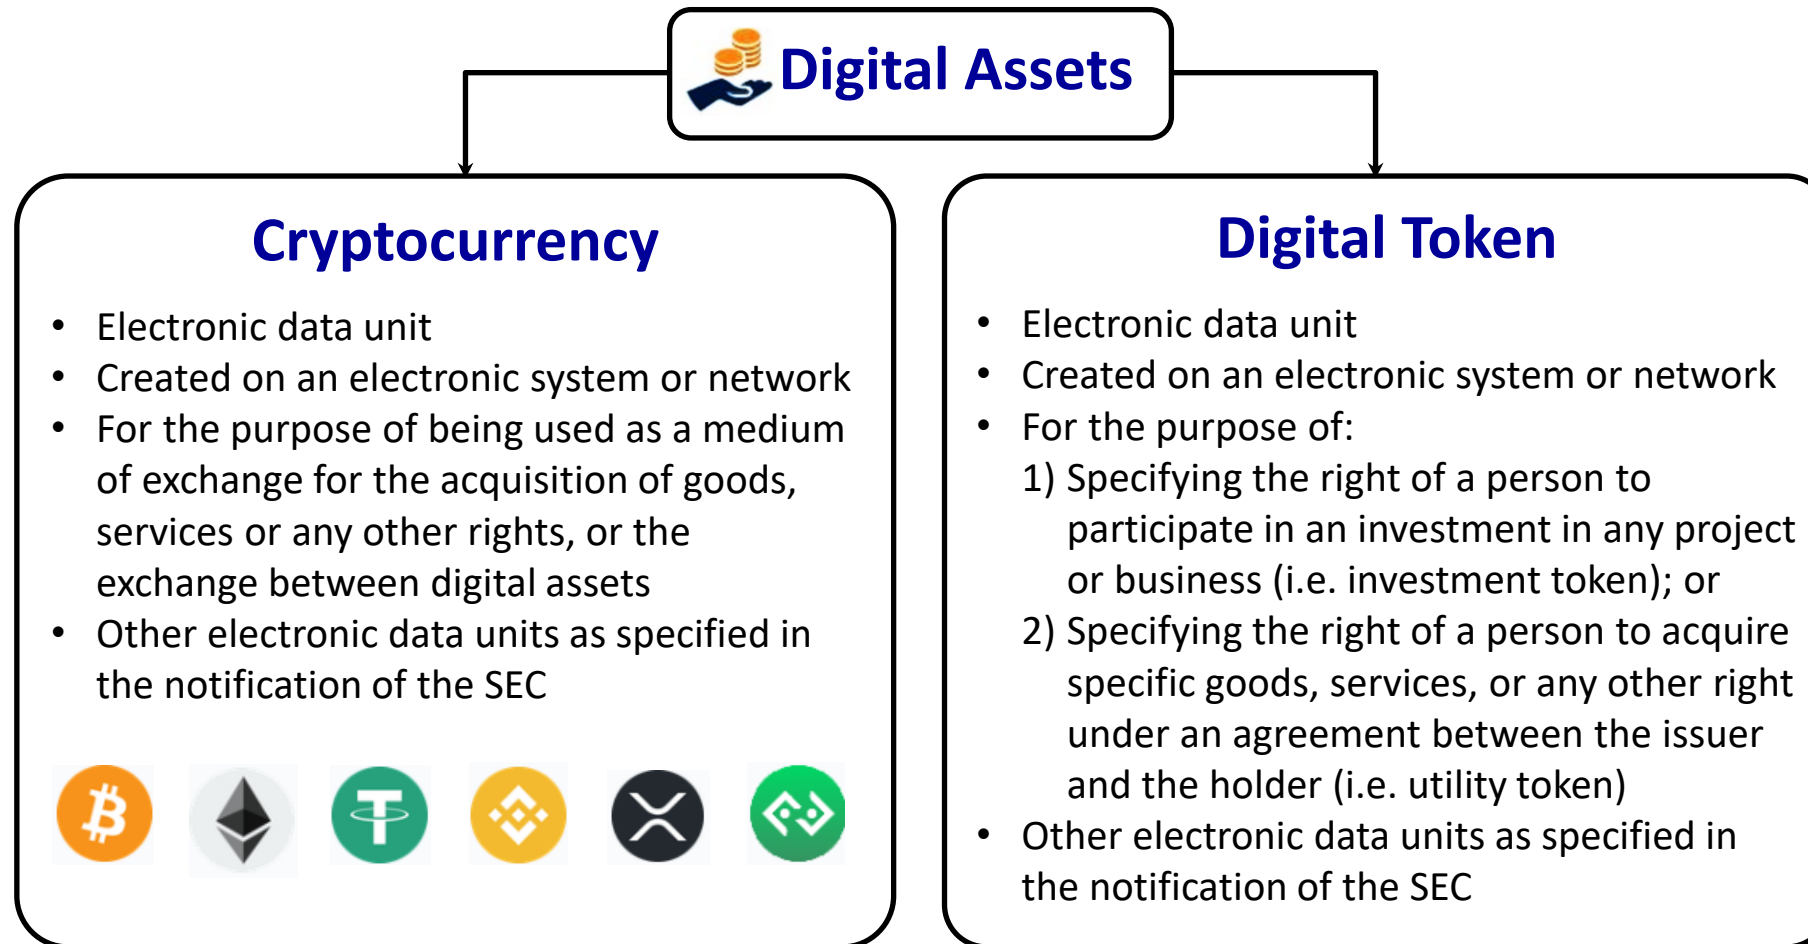 Digital Assets
Cryptocurrency
• Electronic data unit
• Created on an electronic system or network
• For the purpose of being used as a medium
of exchange for the acquisition of goods,
services or any other rights, or the
exchange between digital assets
• Other electronic data units as specified in
the notification of the SEC
Digital Token
• Electronic data unit
• Created on an electronic system or network
• For the purpose of:
1) Specifying the right of a person to
participate in an investment in any project
or business (i.e. investment token); or
2) Specifying the right of a person to acquire
specific goods, services, or any other right
under an agreement between the issuer
and the holder (i.e. utility token)
• Other electronic data units as specified in
the notification of the SEC